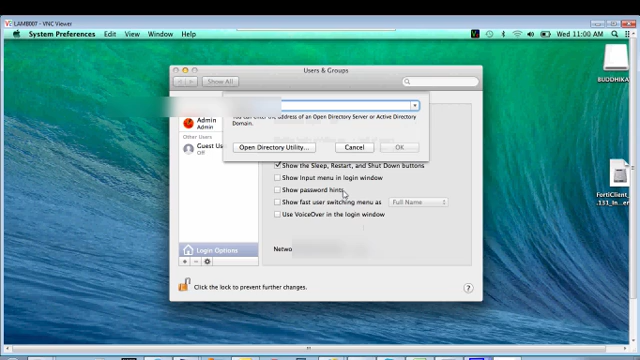 LAMB007 - VNC Viewer
System Preferences Edit View Window Help
Wed 11:00 AM
Users & Groups
Show All
BUDDHIKA
You can enter the address of an Open Directory Server or Active Directory
Domain.
Admin
Admin
Other Users
Guest Us
Off
Open Directory Utility... Cancel OK
Show the Sleep, Restart, and Shut Down buttons
Show Input menu in login window
Show password hints
Show fast user switching menu as Full Name
Use VoiceOver in the login window
FortiClient_
.131_In...er
Login Options
Netwo
Click the lock to prevent further changes.